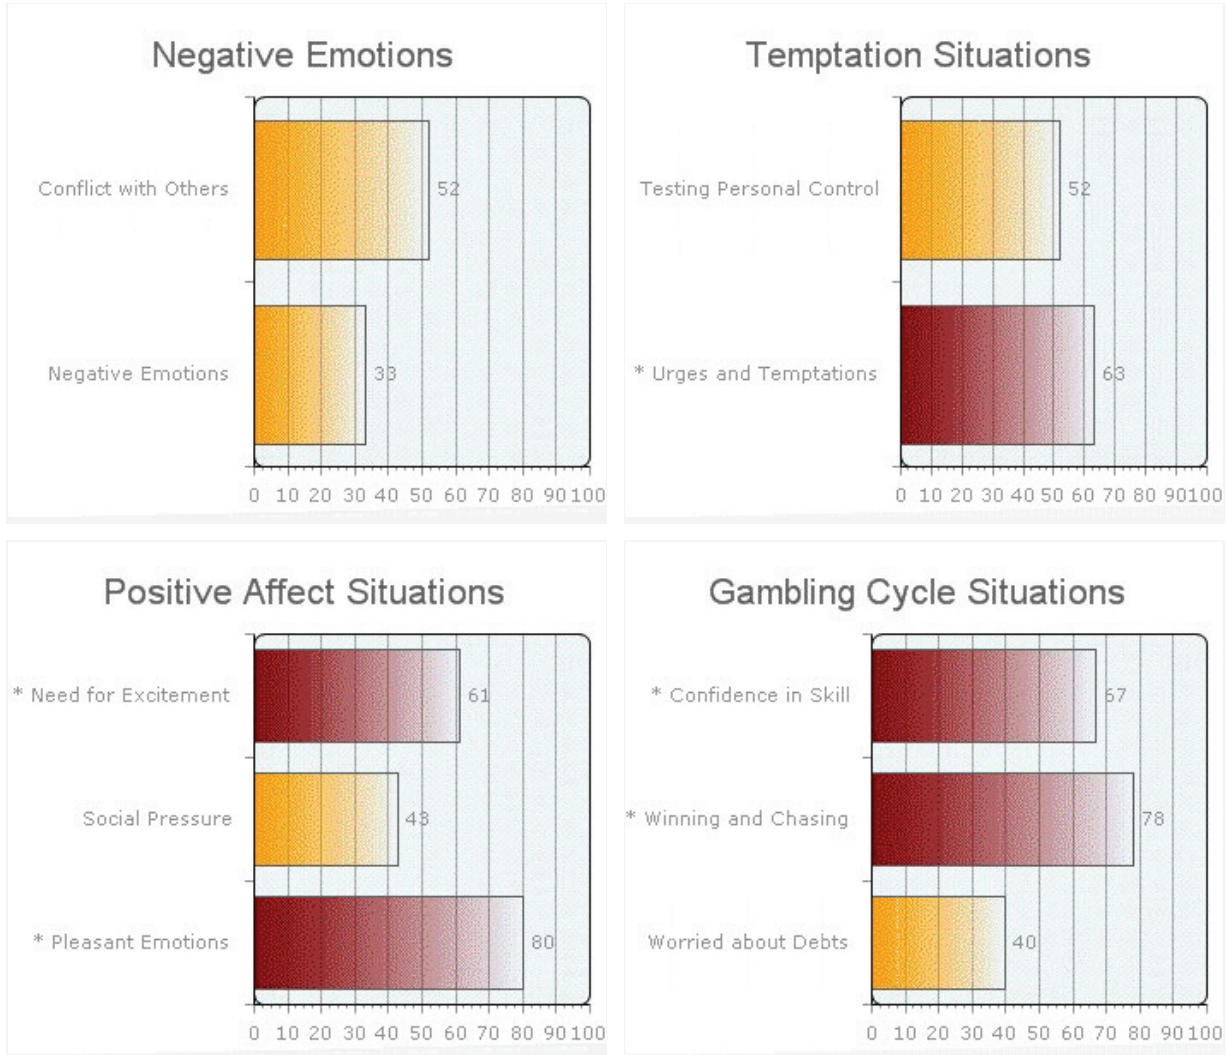 Negative Emotions
Conflict with Others
52
Negative Emotions
33
0 10 20 30 40 50 60 70 80 90 100
Temptation Situations
Testing Personal Control
52
* Urges and Temptations
63
0 10 20 30 40 50 60 70 80 90 100
Positive Affect Situations
* Need for Excitement
61
Social Pressure
43
* Pleasant Emotions
80
0 10 20 30 40 50 60 70 80 90 100
Gambling Cycle Situations
* Confidence in Skill
67
* Winning and Chasing
78
Worried about Debts
40
0 10 20 30 40 50 60 70 80 90 100